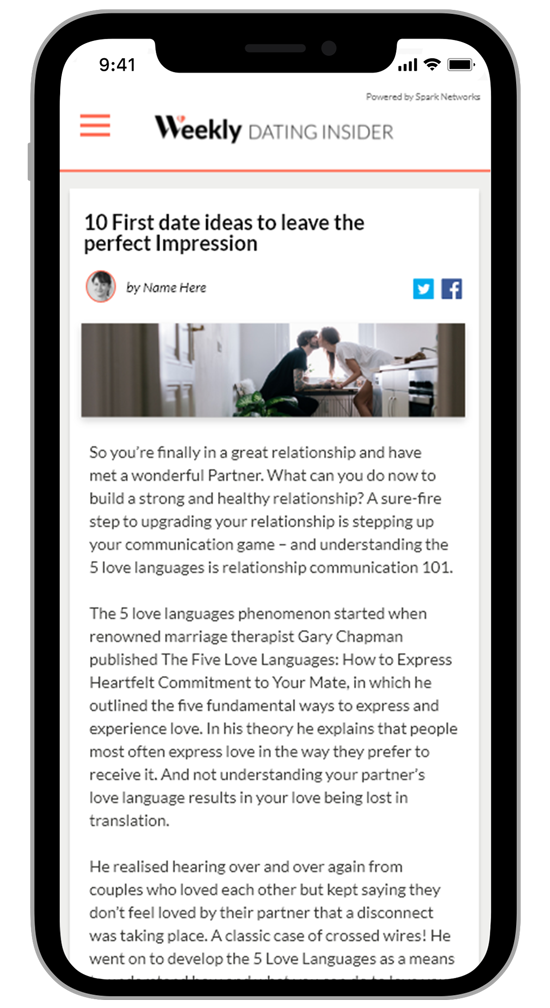 9:41
Powered by Spark Networks
Weekly DATING INSIDER
10 First date ideas to leave the
perfect Impression
by Name Here
So you’re finally in a great relationship and have
met a wonderful Partner. What can you do now to
build a strong and healthy relationship? A sure-fire
step to upgrading your relationship is stepping up
your communication game – and understanding the
5 love languages is relationship communication 101.
The 5 love languages phenomenon started when
renowned marriage therapist Gary Chapman
published The Five Love Languages: How to Express
Heartfelt Commitment to Your Mate, in which he
outlined the five fundamental ways to express and
experience love. In his theory he explains that people
most often express love in the way they prefer to
receive it. And not understanding your partner’s
love language results in your love being lost in
translation.
He realised hearing over and over again from
couples who loved each other but kept saying they
don’t feel loved by their partner that a disconnect
was taking place. A classic case of crossed wires! He
went on to develop the 5 Love Languages as a means